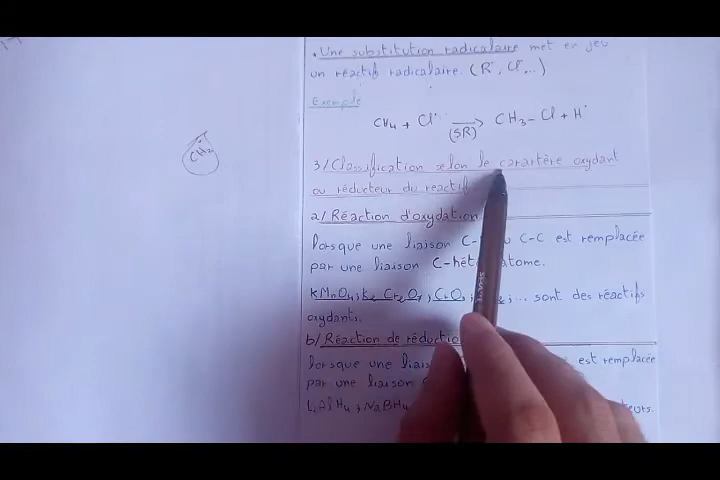 CH2
• Une substitution radicalaire met en jeu
un réactif radicalaire. (R•, Cl•, ...)
Exemple
CH4 + Cl• → CH3-Cl + H•
(SR)
3/ Classification selon le caractère oxydant
ou réducteur du réactif
a/ Réaction d'oxydation
lorsque une liaison C- C-C est remplacée
par une liaison C-hétéroatome.
KMnO4, K2Cr2O7, CrO3, ... sont des réactifs
oxydants.
b/ Réaction de réduction
lorsque une est remplacée
par une liaison
LiAlH4, NaBH4